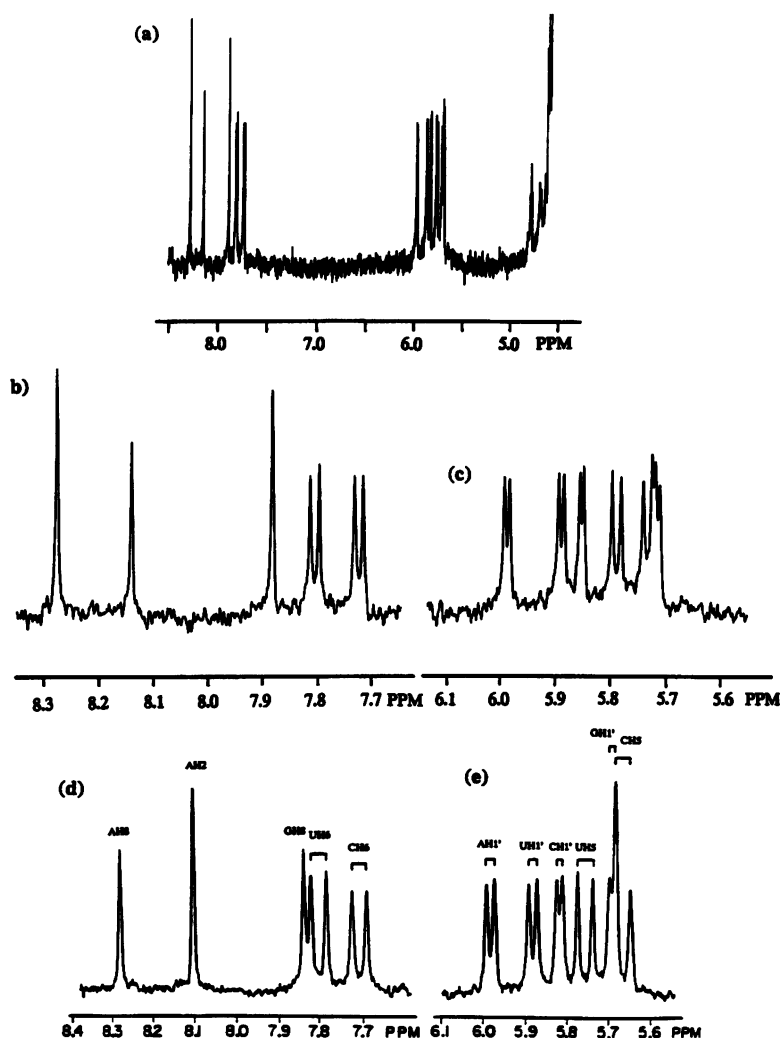 (a)
8.0 7.0 6.0 5.0 PPM
b)
(c)
8.3 8.2 8.1 8.0 7.9 7.8 7.7 PPM
6.1 6.0 5.9 5.8 5.7 5.6 PPM
(d)
AH8
AH2
GH8
UH6
CH6
(e)
AH1'
UH1'
CH1'
UH5
GH1'
CH5
8.4 8.3 8.2 8.1 8.0 7.9 7.8 7.7 PPM
6.1 6.0 5.9 5.8 5.7 5.6 PPM